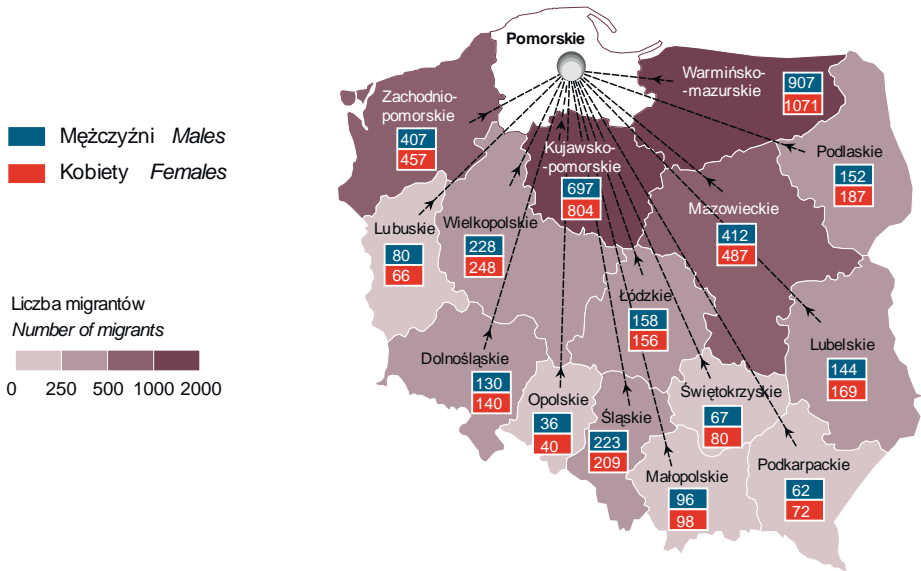 Pomorskie
Warmińsko-
-mazurskie
907
1071
Zachodnio-
pomorskie
407
457
Mężczyźni Males
Kobiety Females
Kujawsko-
-pomorskie
697
804
Podlaskie
152
187
Mazowieckie
412
487
Lubuskie
80
66
Wielkopolskie
228
248
Liczba migrantów
Number of migrants
0 250 500 1000 2000
Łódzkie
158
156
Lubelskie
144
169
Dolnośląskie
130
140
Opolskie
36
40
Śląskie
223
209
Świętokrzyskie
67
80
Małopolskie
96
98
Podkarpackie
62
72